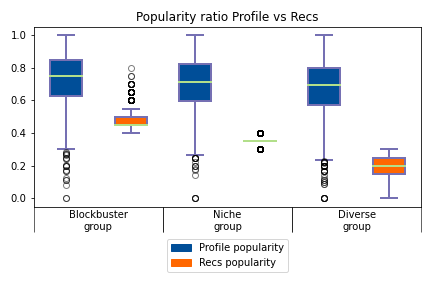 Popularity ratio Profile vs Recs
1.0
0.8
0.6
0.4
0.2
0.0
Blockbuster
group
Niche
group
Diverse
group
Profile popularity
Recs popularity